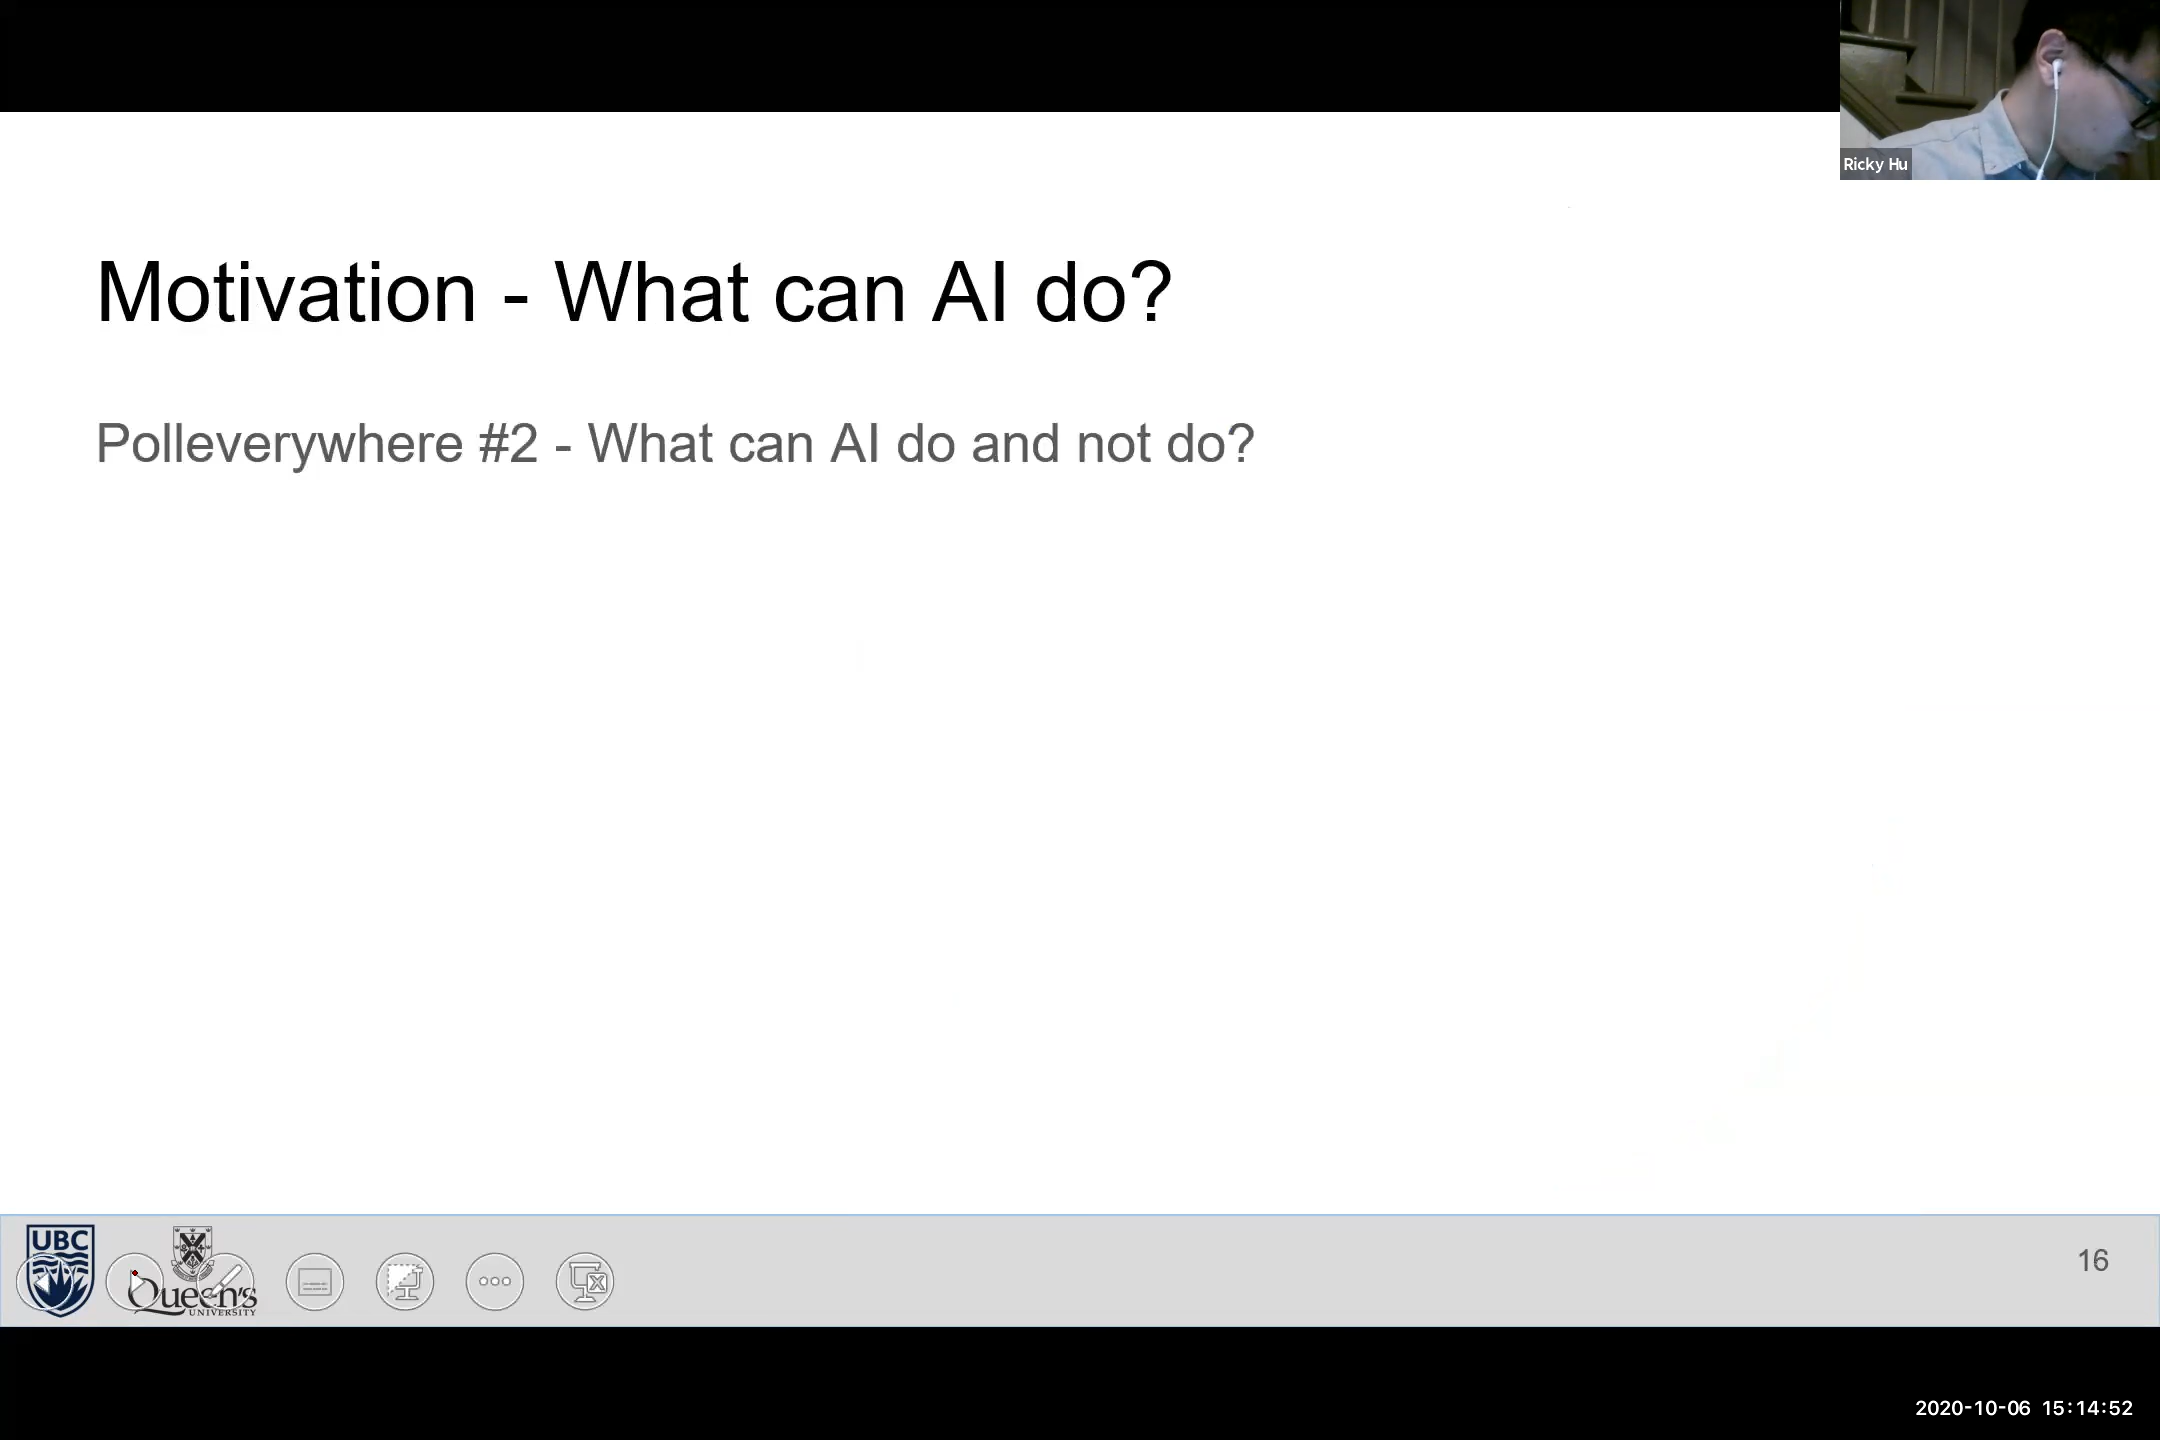 Ricky Hu
Motivation - What can AI do?
Polleverywhere #2 - What can AI do and not do?
UBC
Queen's
UNIVERSITY
16
2020-10-06 15:14:52